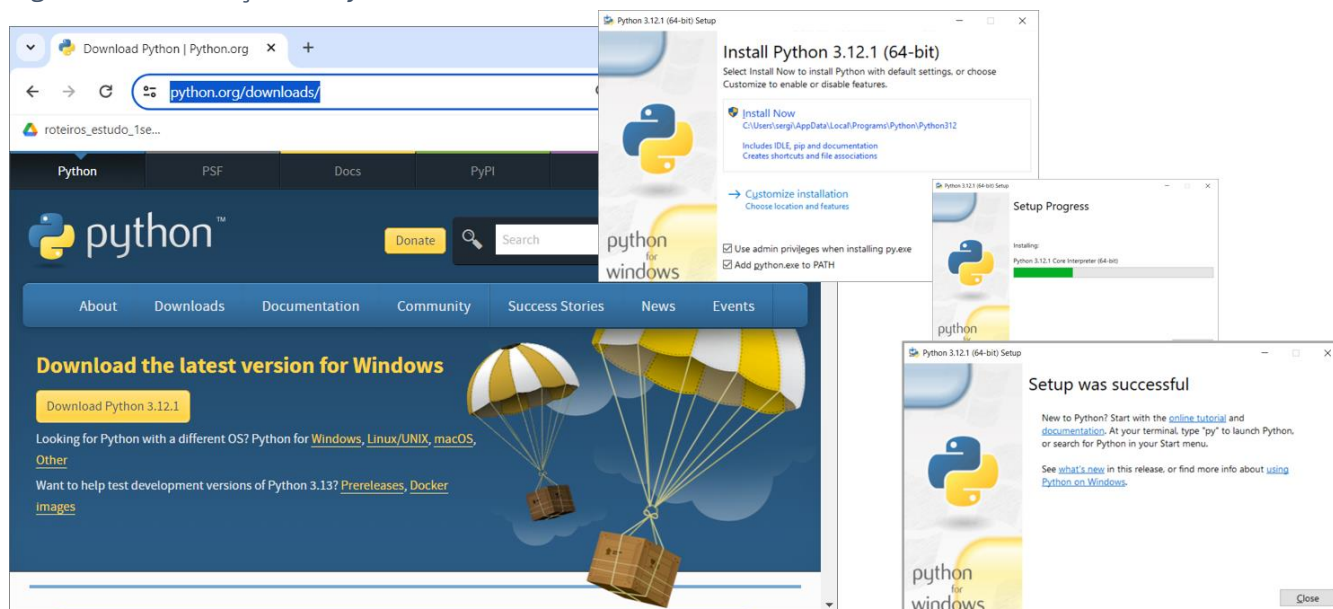 Download Python | Python.org
python.org/downloads/
roteiros_estudo_1se...
Python PSF Docs PyPI
python™
Donate Search
About Downloads Documentation Community Success Stories News Events
Download the latest version for Windows
Download Python 3.12.1
Looking for Python with a different OS? Python for Windows, Linux/UNIX, macOS,
Other
Want to help test development versions of Python 3.13? Prereleases, Docker
images
Python 3.12.1 (64-bit) Setup
Install Python 3.12.1 (64-bit)
Select Install Now to install Python with default settings, or choose
Customize to enable or disable features.
Install Now
C:\Users\sergi\AppData\Local\Programs\Python\Python312
Includes IDLE, pip and documentation
Creates shortcuts and file associations
Customize installation
Choose location and features
Use admin privileges when installing py.exe
Add python.exe to PATH
python
for
windows
Python 3.12.1 (64-bit) Setup
Setup Progress
Installing:
Python 3.12.1 Core Interpreter (64-bit)
python
Python 3.12.1 (64-bit) Setup
Setup was successful
New to Python? Start with the online tutorial and
documentation. At your terminal, type "py" to launch Python,
or search for Python in your Start menu.
See what's new in this release, or find more info about using
Python on Windows.
python
for
windows
Close